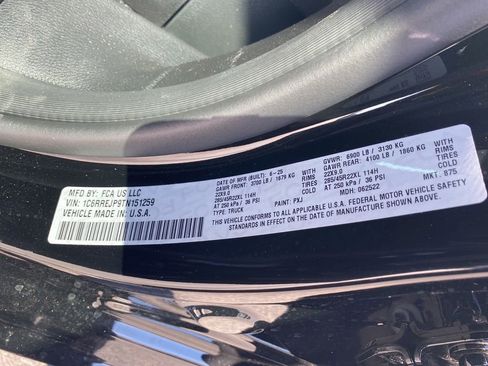 MFD. BY: FCA US LLC
VIN: 1C6RREJP9TN151259
VEHICLE MADE IN U.S.A.
DATE OF MFR (BUILT): 6-25
GAWR FRONT: 3700 LB / 1679 KG
22X9.0
285/45R22XL 114H
AT 250 kPa / 36 PSI
TYPE: TRUCK
PAINT: PXJ
MODEL: 062522
MKT: B75
GVWR: 6900 LB / 3130 KG
GAWR REAR: 4100 LB / 1860 KG
22X9.0
285/45R22XL 114H
AT 250 kPa / 36 PSI
WITH
RIMS
TIRES
COLD
WITH
RIMS
TIRES
COLD
THIS VEHICLE CONFORMS TO ALL APPLICABLE U.S.A. FEDERAL MOTOR VEHICLE SAFETY
STANDARDS IN EFFECT ON THE DATE OF MANUFACTURE SHOWN ABOVE.